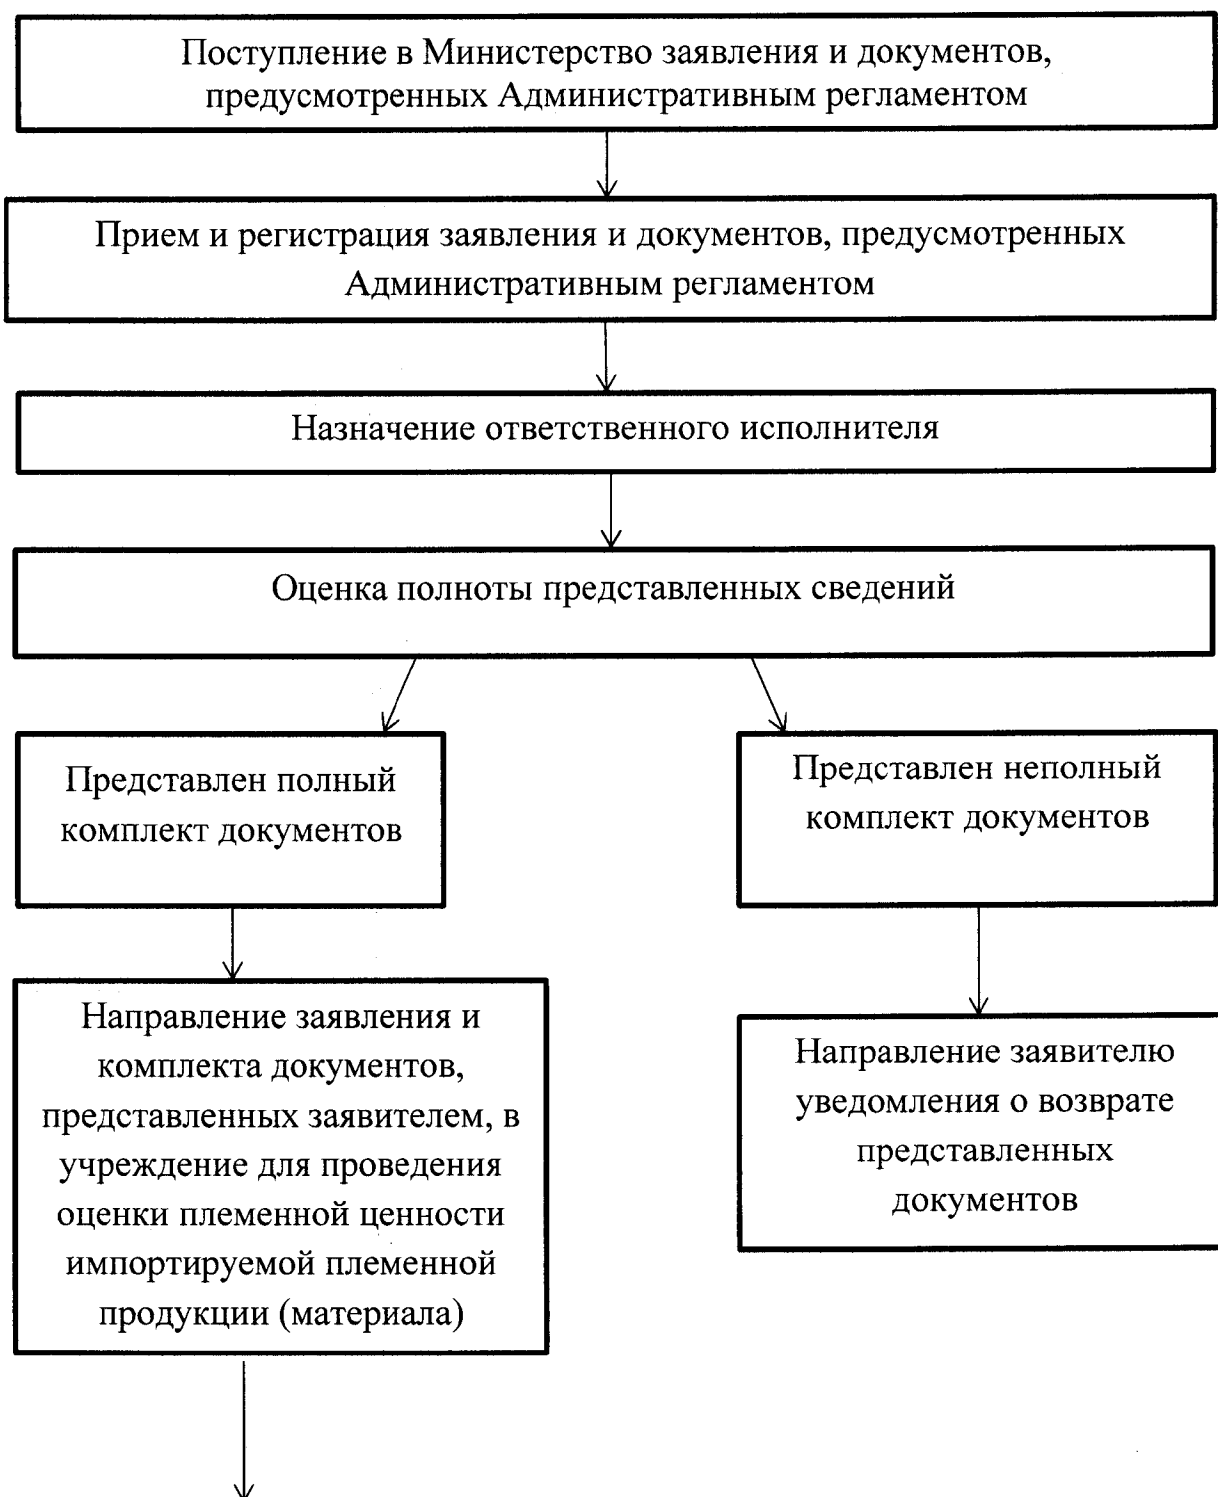 Поступление в Министерство заявления и документов,
предусмотренных Административным регламентом
Прием и регистрация заявления и документов, предусмотренных
Административным регламентом
Назначение ответственного исполнителя
Оценка полноты представленных сведений
Представлен полный
комплект документов
Представлен неполный
комплект документов
Направление заявления и
комплекта документов,
представленных заявителем, в
учреждение для проведения
оценки племенной ценности
импортируемой племенной
продукции (материала)
Направление заявителю
уведомления о возврате
представленных
документов